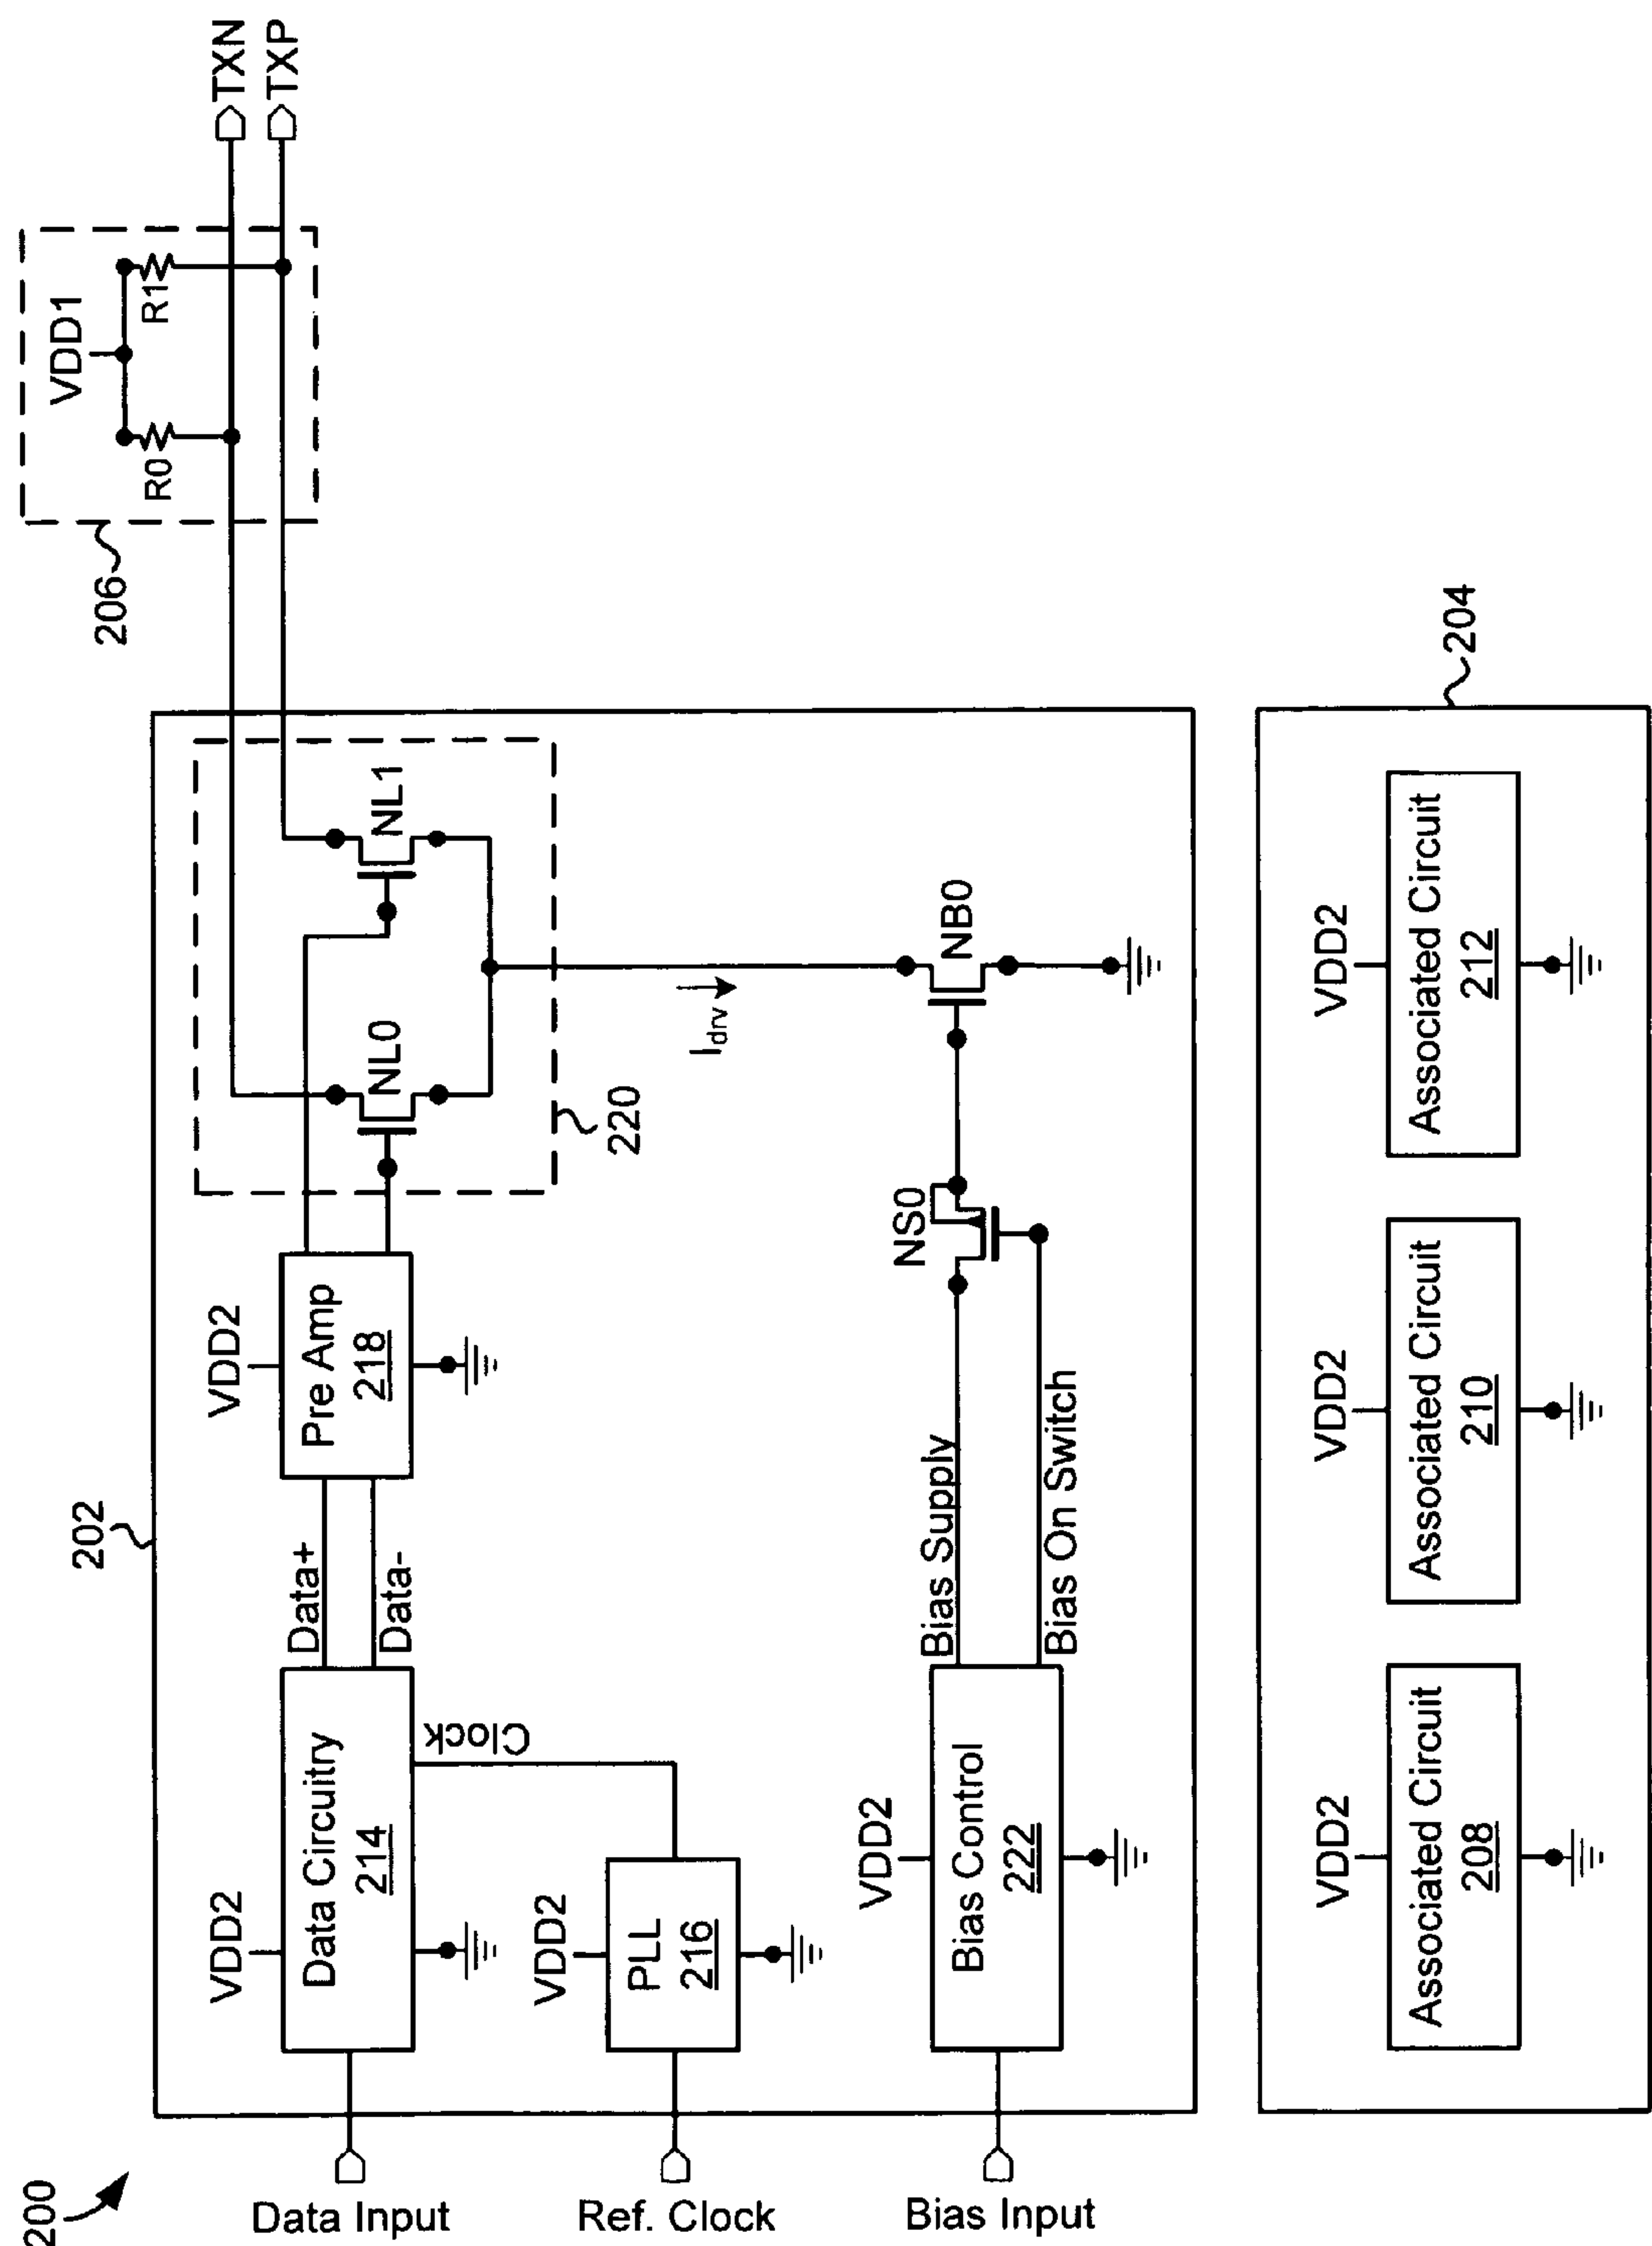 200
202
VDD2
Data Circuitry
214
Data+
Data-
VDD2
Pre Amp
218
NL0
NL1
220
206
VDD1
R0
R1
TXN
TXP
Data Input
Clock
VDD2
PLL
216
Ref. Clock
Idrv
VDD2
Bias Control
222
Bias Supply
Bias On Switch
NS0
NB0
Bias Input
204
VDD2
Associated Circuit
208
VDD2
Associated Circuit
210
VDD2
Associated Circuit
212